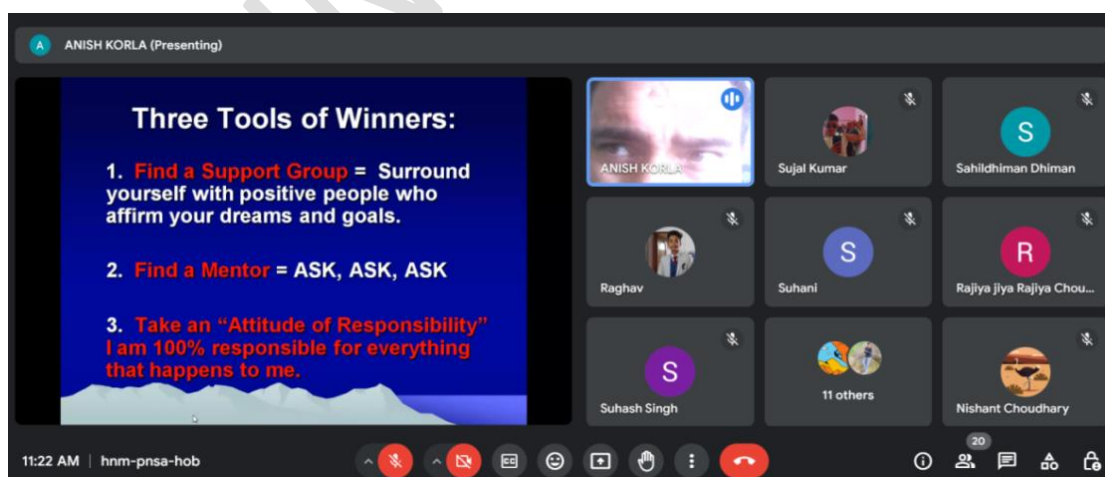 A ANISH KORLA (Presenting)
Three Tools of Winners:
1. Find a Support Group = Surround
yourself with positive people who
affirm your dreams and goals.
2. Find a Mentor = ASK, ASK, ASK
3. Take an “Attitude of Responsibility”
I am 100% responsible for everything
that happens to me.
ANISH KORLA
Sujal Kumar
S
Sahildhiman Dhiman
Raghav
S
Suhani
R
Rajiya jiya Rajiya Chou...
S
Suhash Singh
11 others
Nishant Choudhary
11:22 AM | hnm-pnsa-hob
CC
20